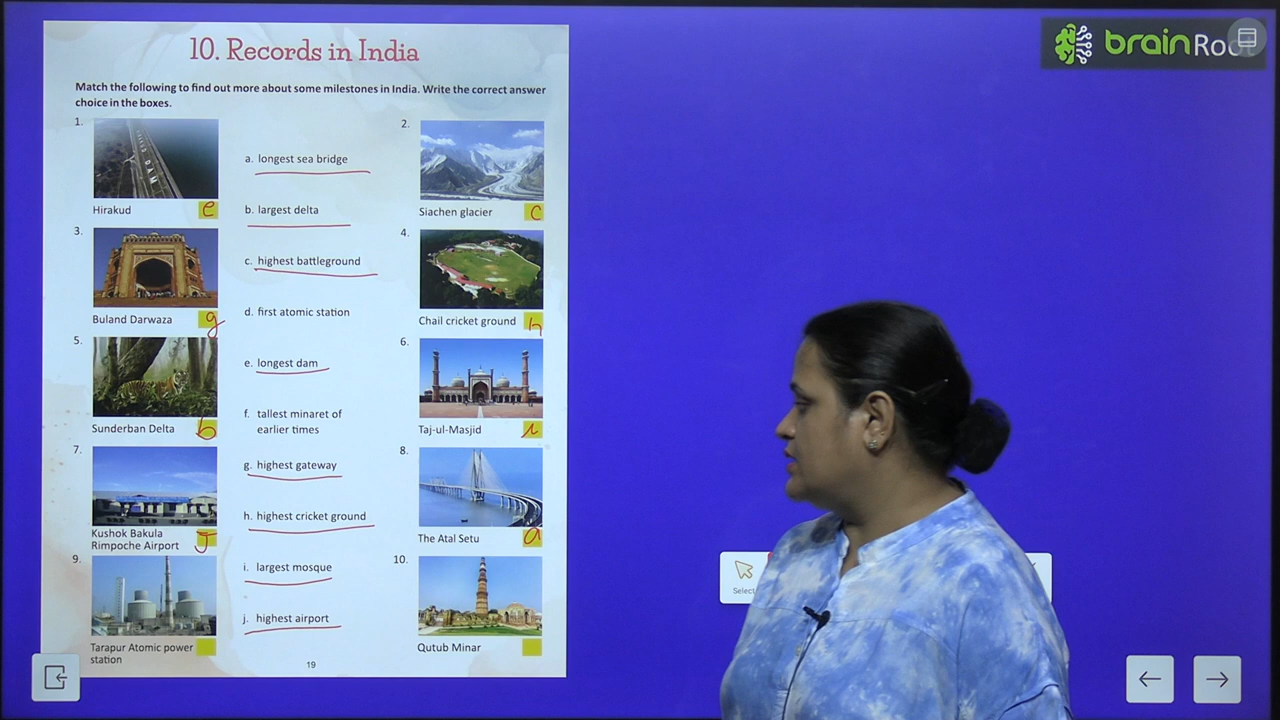 10. Records in India
brainRoot
Match the following to find out more about some milestones in India. Write the correct answer
choice in the boxes.
1.
DAM
Hirakud e
2.
Siachen glacier c
3.
Buland Darwaza g
4.
Chail cricket ground h
5.
Sunderban Delta b
6.
Taj-ul-Masjid i
7.
Kushok Bakula
Rimpoche Airport j
8.
The Atal Setu a
9.
Tarapur Atomic power
station
10.
Qutub Minar
a. longest sea bridge
b. largest delta
c. highest battleground
d. first atomic station
e. longest dam
f. tallest minaret of
earlier times
g. highest gateway
h. highest cricket ground
i. largest mosque
j. highest airport
19
Select